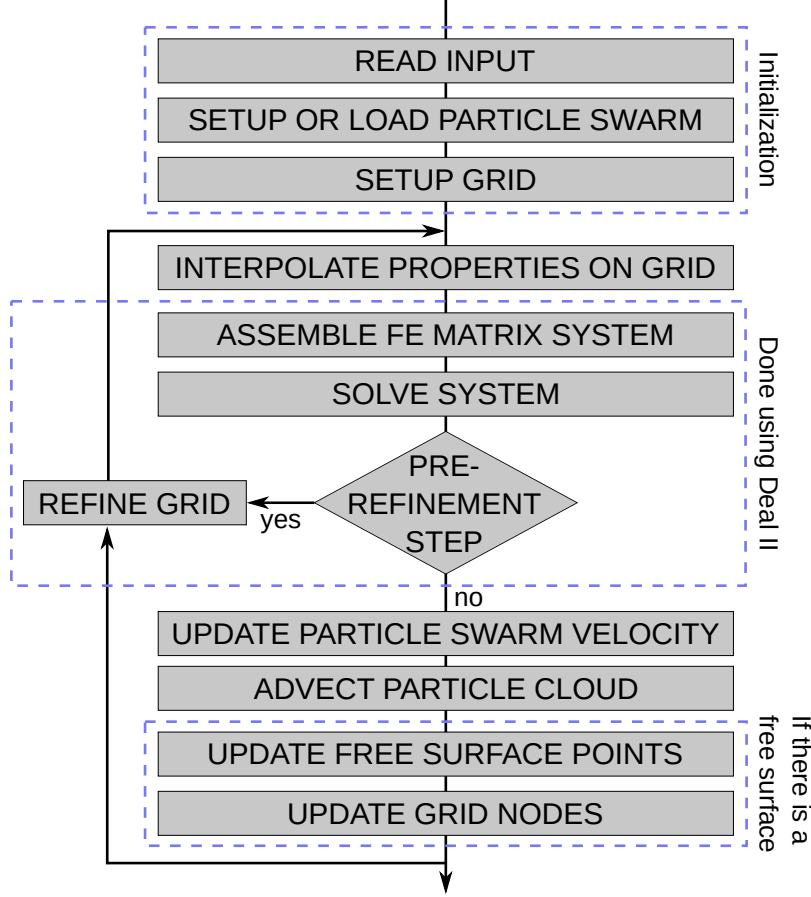 READ INPUT
SETUP OR LOAD PARTICLE SWARM
SETUP GRID
Initialization
INTERPOLATE PROPERTIES ON GRID
ASSEMBLE FE MATRIX SYSTEM
SOLVE SYSTEM
PRE-
REFINEMENT
STEP
yes
REFINE GRID
Done using Deal II
no
UPDATE PARTICLE SWARM VELOCITY
ADVECT PARTICLE CLOUD
UPDATE FREE SURFACE POINTS
UPDATE GRID NODES
If there is a
free surface